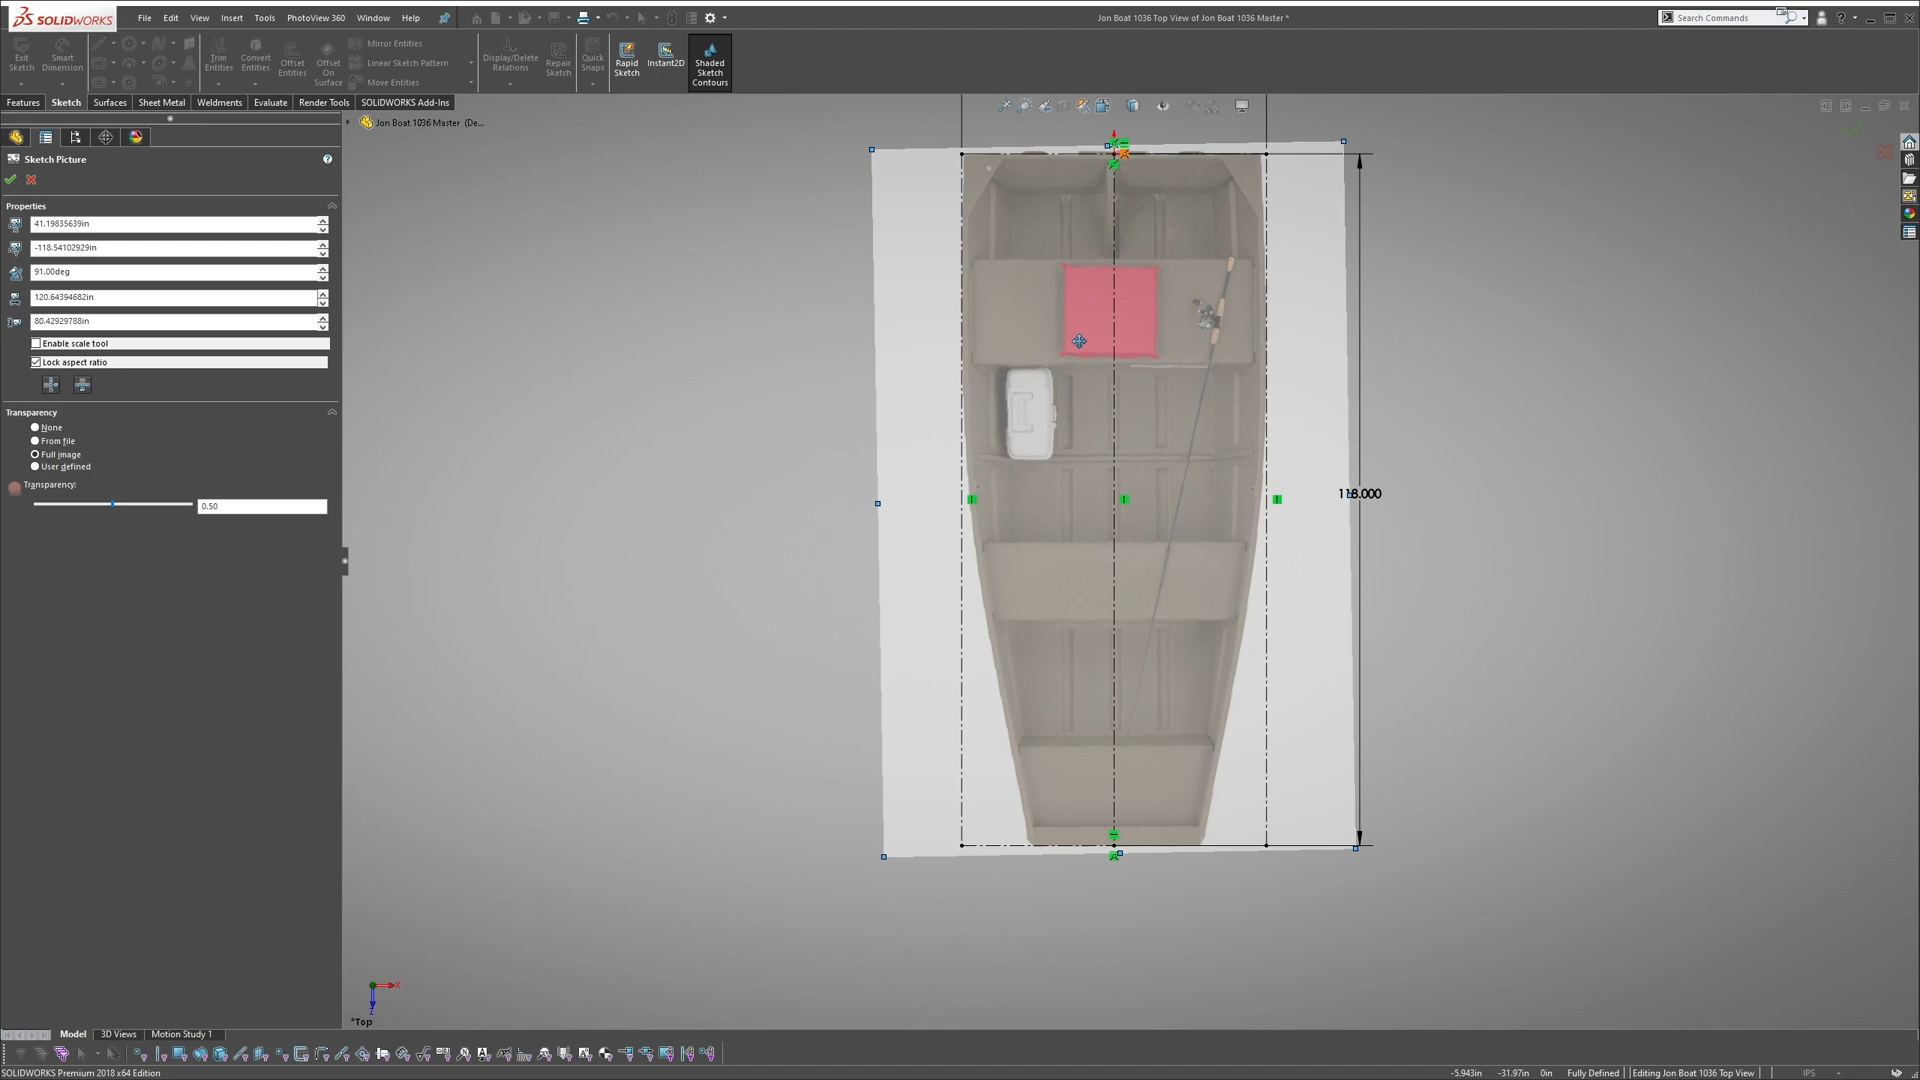 SOLIDWORKS
File Edit View Insert Tools PhotoView 360 Window Help
Jon Boat 1036 Top View of Jon Boat 1036 Master *
Search Commands
Exit Sketch
Smart Dimension
Trim Entities
Convert Entities
Offset Entities
Offset On Surface
Mirror Entities
Linear Sketch Pattern
Move Entities
Display/Delete Relations
Repair Sketch
Quick Snaps
Rapid Sketch
Instant2D
Shaded Sketch Contours
Features Sketch Surfaces Sheet Metal Weldments Evaluate Render Tools SOLIDWORKS Add-Ins
Jon Boat 1036 Master (De...
Sketch Picture
Properties
41.19835639in
-118.54102929in
91.00deg
120.64394682in
80.42929788in
Enable scale tool
Lock aspect ratio
Transparency
None
From file
Full image
User defined
Transparency:
0.50
118.000
X
Z
*Top
Model 3D Views Motion Study 1
SOLIDWORKS Premium 2018 x64 Edition
-5.943in -31.97in 0in Fully Defined Editing Jon Boat 1036 Top View IPS